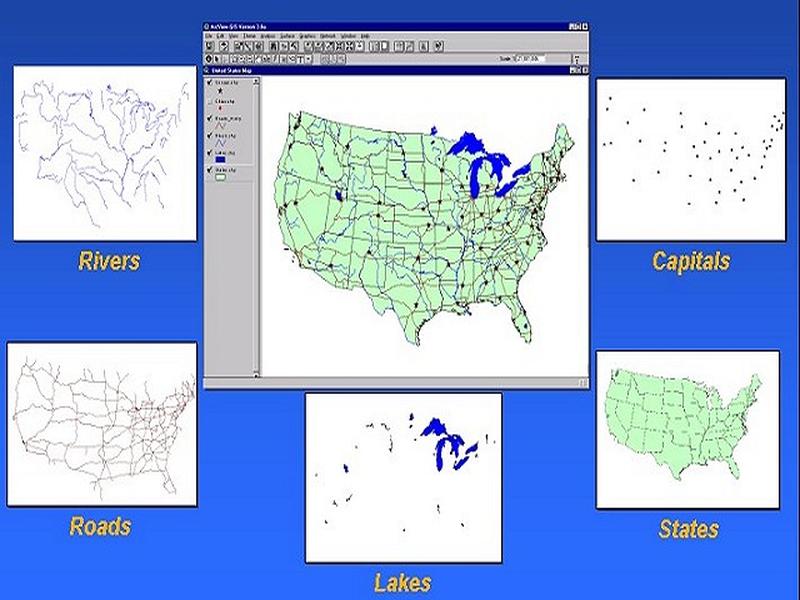 ArcView GIS Version 3.0a
File Edit View Theme Analysis Surface Graphics Network Window Help
Scale 1:
United States Map
Rivers
Capitals
Roads
States
Lakes